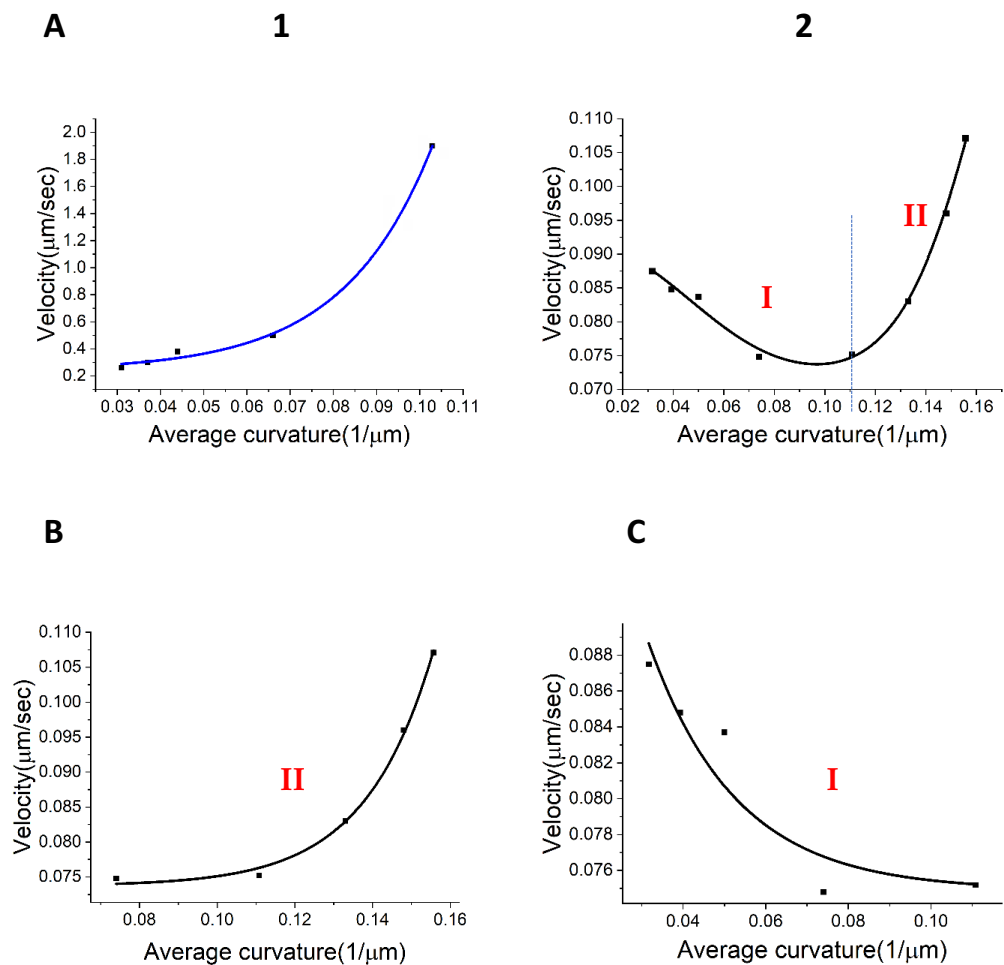 A
1
2
Velocity(μm/sec)
2.0
1.8
1.6
1.4
1.2
1.0
0.8
0.6
0.4
0.2
0.03 0.04 0.05 0.06 0.07 0.08 0.09 0.10 0.11
Average curvature(1/μm)
Velocity(μm/sec)
0.110
0.105
0.100
0.095
0.090
0.085
0.080
0.075
0.070
I
II
0.02 0.04 0.06 0.08 0.10 0.12 0.14 0.16
Average curvature(1/μm)
B
C
Velocity(μm/sec)
0.110
0.105
0.100
0.095
0.090
0.085
0.080
0.075
II
0.08 0.10 0.12 0.14 0.16
Average curvature(1/μm)
Velocity(μm/sec)
0.088
0.086
0.084
0.082
0.080
0.078
0.076
I
0.04 0.06 0.08 0.10
Average curvature(1/μm)